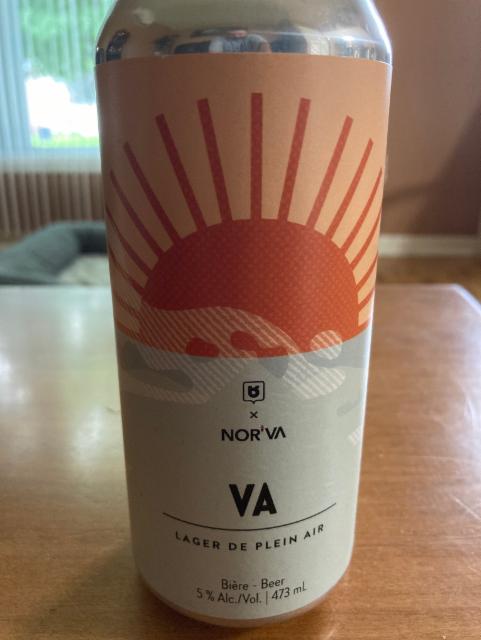 ×
NOR'VA
VA
LAGER DE PLEIN AIR
Bière - Beer
5 % Alc./Vol. | 473 mL